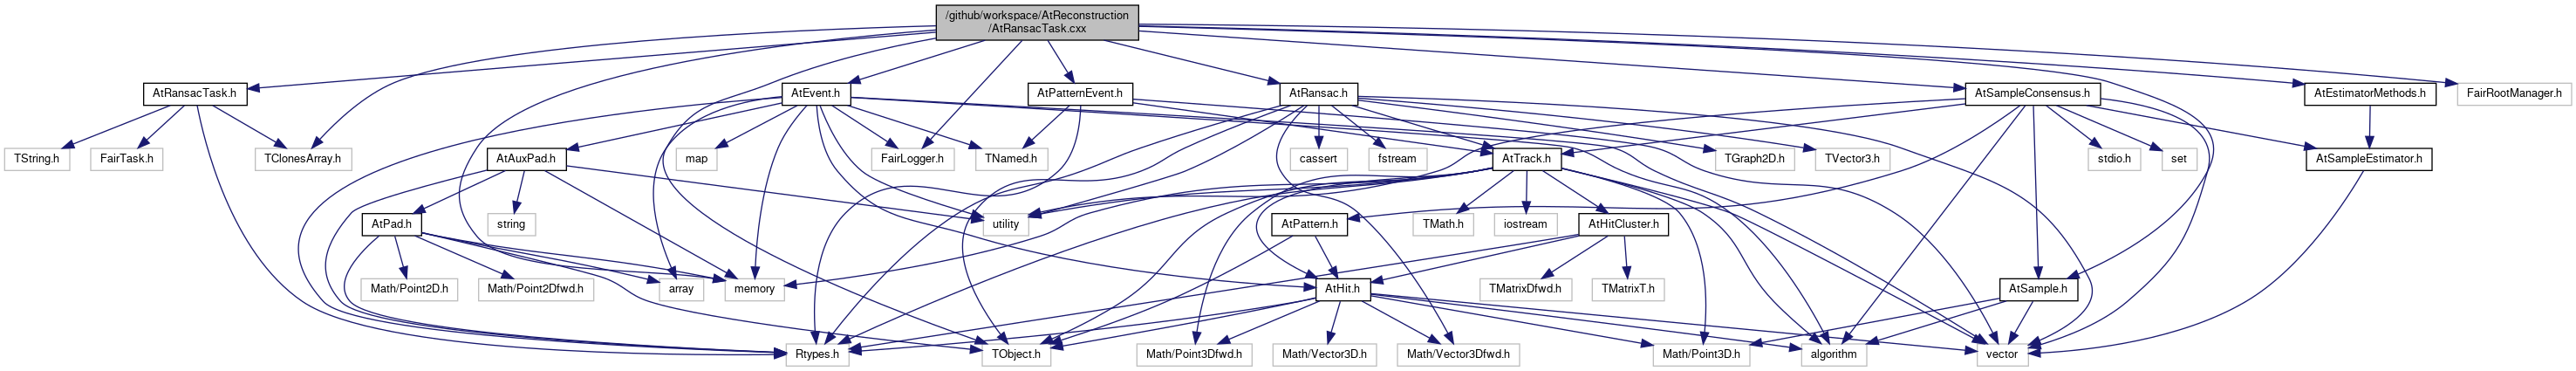 /github/workspace/AtReconstruction
/AtRansacTask.cxx
AtRansacTask.h
AtEvent.h
AtPatternEvent.h
AtRansac.h
AtSampleConsensus.h
AtEstimatorMethods.h
FairRootManager.h
TString.h
FairTask.h
TClonesArray.h
AtAuxPad.h
map
FairLogger.h
TNamed.h
cassert
fstream
AtTrack.h
TGraph2D.h
TVector3.h
stdio.h
set
AtSampleEstimator.h
AtPad.h
string
utility
AtPattern.h
TMath.h
iostream
AtHitCluster.h
Math/Point2D.h
Math/Point2Dfwd.h
array
memory
AtHit.h
TMatrixDfwd.h
TMatrixT.h
AtSample.h
Rtypes.h
TObject.h
Math/Point3Dfwd.h
Math/Vector3D.h
Math/Vector3Dfwd.h
Math/Point3D.h
algorithm
vector